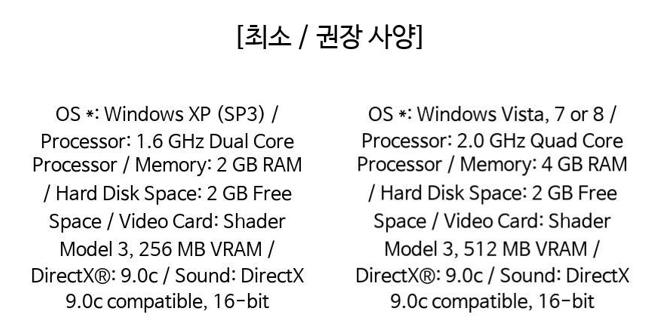 [최소 / 권장 사양]
OS *: Windows XP (SP3) /
Processor: 1.6 GHz Dual Core
Processor / Memory: 2 GB RAM
/ Hard Disk Space: 2 GB Free
Space / Video Card: Shader
Model 3, 256 MB VRAM /
DirectX®: 9.0c / Sound: DirectX
9.0c compatible, 16-bit
OS *: Windows Vista, 7 or 8 /
Processor: 2.0 GHz Quad Core
Processor / Memory: 4 GB RAM
/ Hard Disk Space: 2 GB Free
Space / Video Card: Shader
Model 3, 512 MB VRAM /
DirectX®: 9.0c / Sound: DirectX
9.0c compatible, 16-bit